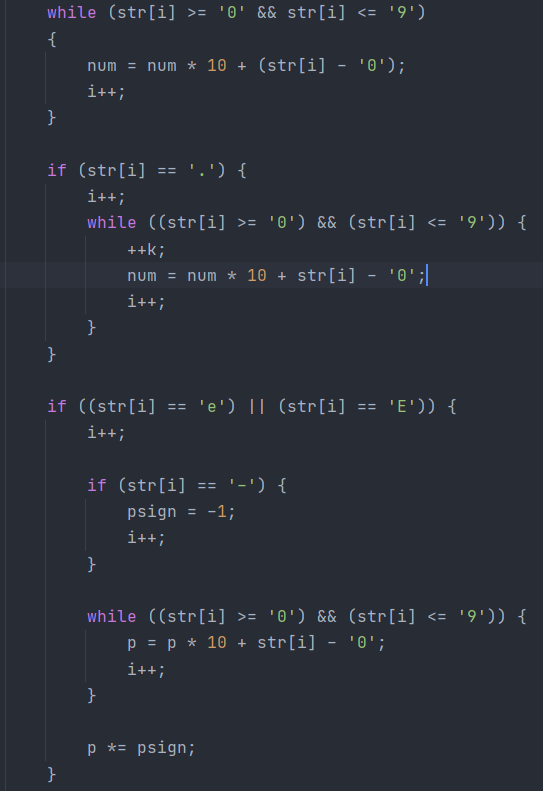 while (str[i] >= '0' && str[i] <= '9')
{
num = num * 10 + (str[i] - '0');
i++;
}
if (str[i] == '.') {
i++;
while ((str[i] >= '0') && (str[i] <= '9')) {
++k;
num = num * 10 + str[i] - '0';
i++;
}
}
if ((str[i] == 'e') || (str[i] == 'E')) {
i++;
if (str[i] == '-') {
psign = -1;
i++;
}
while ((str[i] >= '0') && (str[i] <= '9')) {
p = p * 10 + str[i] - '0';
i++;
}
p *= psign;
}